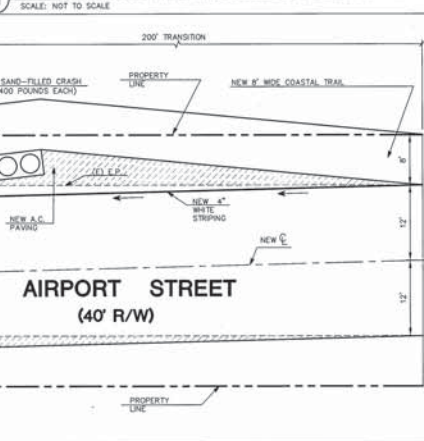 SCALE: NOT TO SCALE
200' TRANSITION
SAND-FILLED CRASH
(400 POUNDS EACH)
PROPERTY
LINE
NEW 8' WIDE COASTAL TRAIL
8'
(E) E.P.
NEW A.C.
PAVING
NEW 4"
WHITE
STRIPING
12'
NEW ℄
AIRPORT STREET
(40' R/W)
12'
PROPERTY
LINE